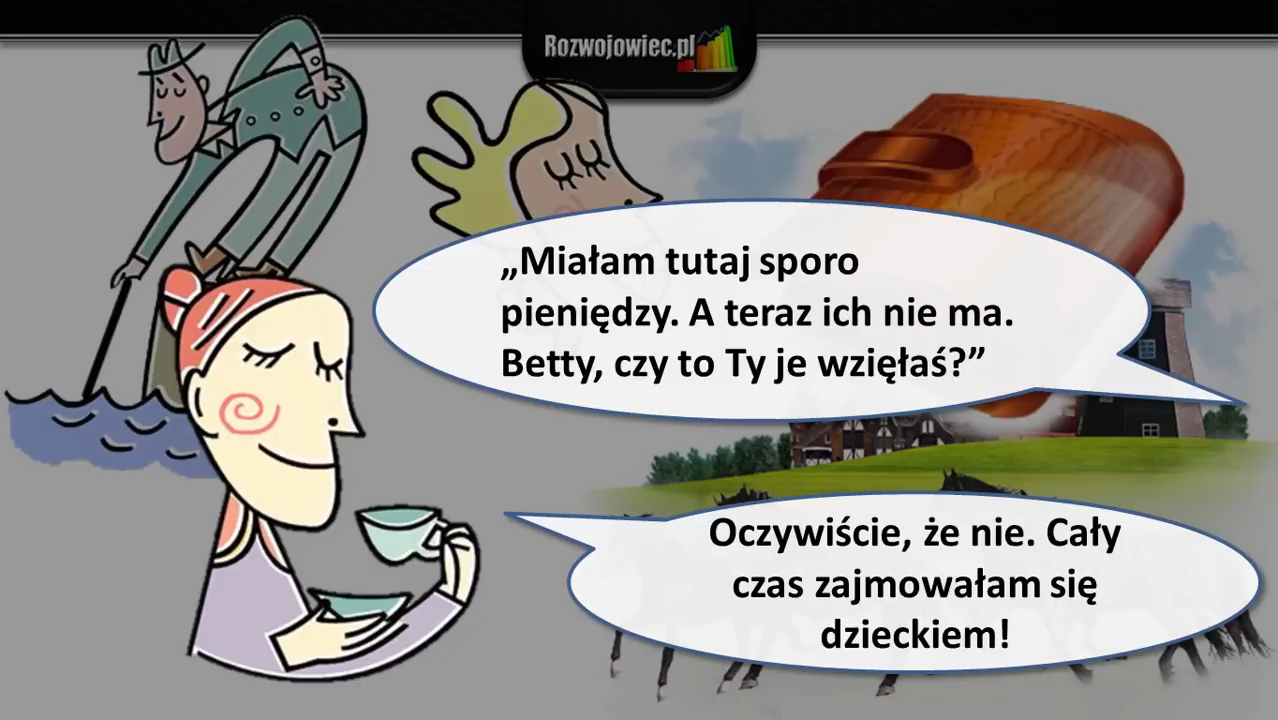 Rozwojowiec.pl
„Miałam tutaj sporo
pieniędzy. A teraz ich nie ma.
Betty, czy to Ty je wzięłaś?”
Oczywiście, że nie. Cały
czas zajmowałam się
dzieckiem!